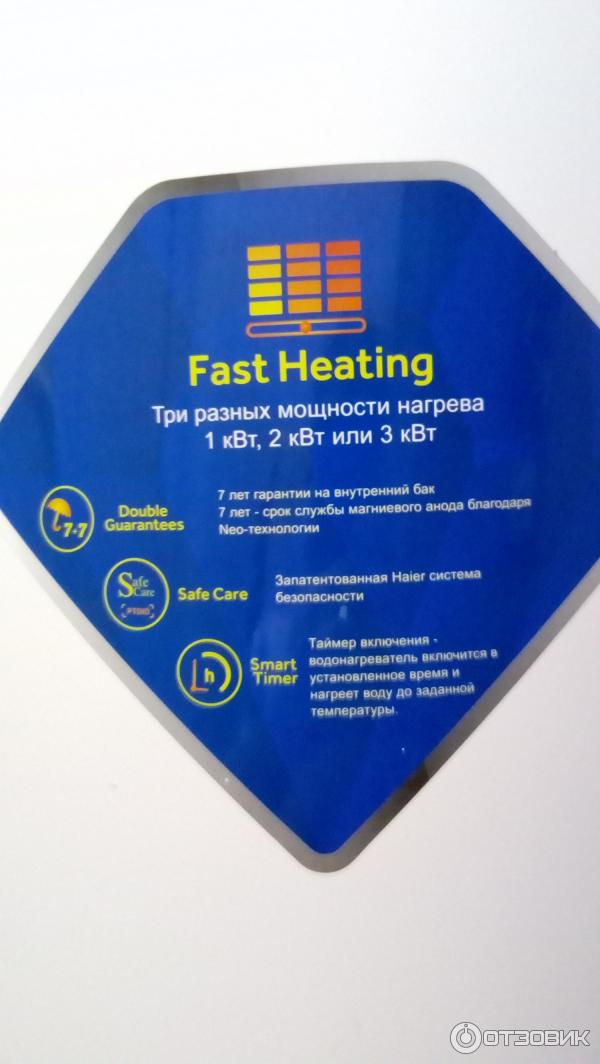 Fast Heating
Три разных мощности нагрева
1 кВт, 2 кВт или 3 кВт
7+7
Double
Guarantees
7 лет гарантии на внутренний бак
7 лет - срок службы магниевого анода благодаря
Neo-технологии
Safe
Care
Safe Care
Запатентованная Haier система
безопасности
h
Smart
Timer
Таймер включения -
водонагреватель включится в
установленное время и
нагреет воду до заданной
температуры.
ОТЗОВИК